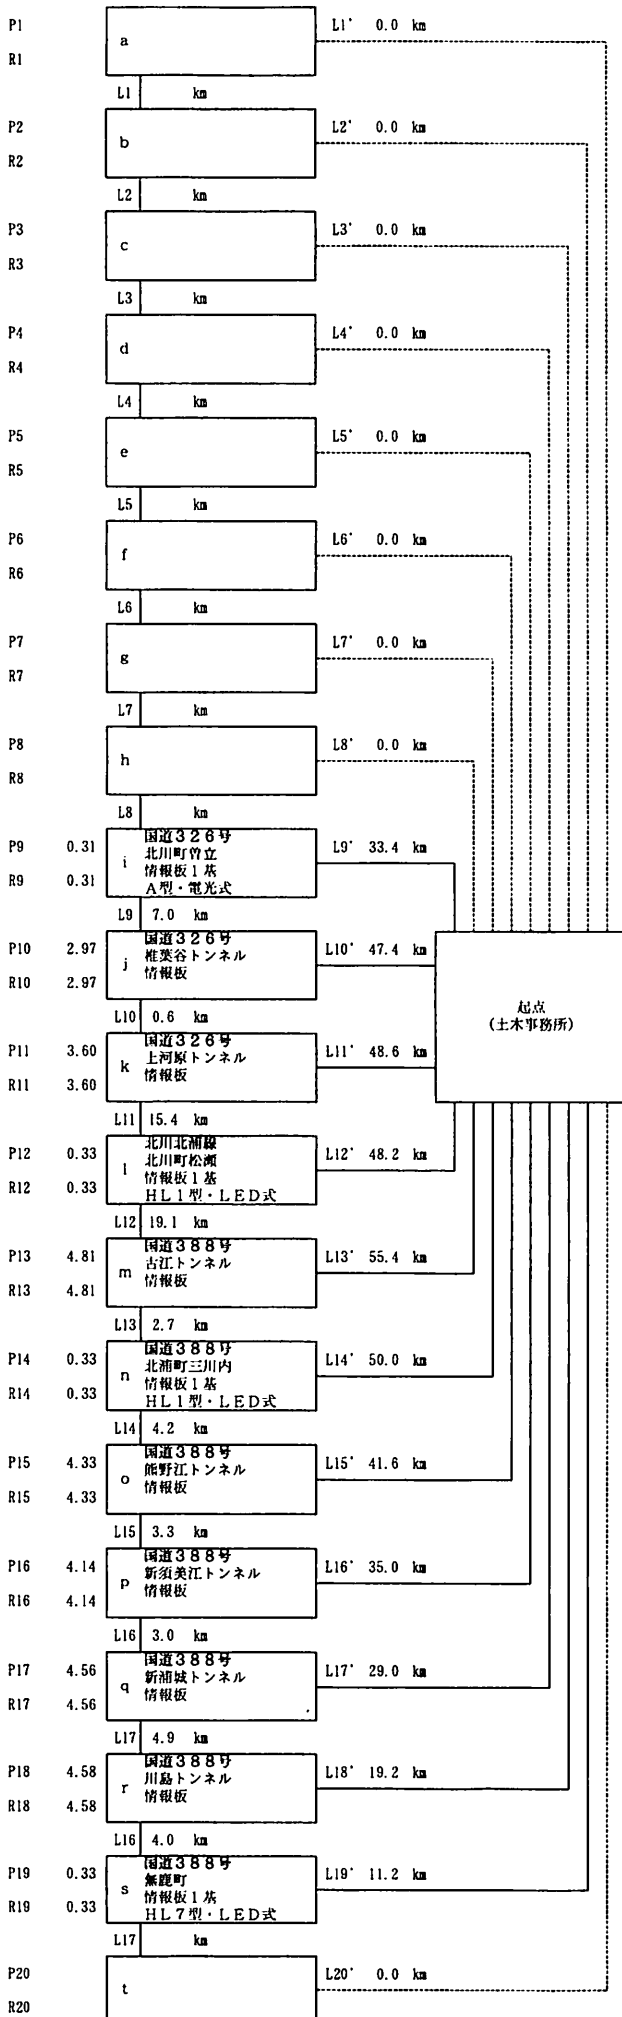 P1
a
L1' 0.0 km
R1
L1 km
P2
b
L2' 0.0 km
R2
L2 km
P3
c
L3' 0.0 km
R3
L3 km
P4
d
L4' 0.0 km
R4
L4 km
P5
e
L5' 0.0 km
R5
L5 km
P6
f
L6' 0.0 km
R6
L6 km
P7
g
L7' 0.0 km
R7
L7 km
P8
h
L8' 0.0 km
R8
L8 km
P9 0.31
R9 0.31
i
国道326号
北川町曽立
情報板1基
A型・電光式
L9' 33.4 km
L9 7.0 km
P10 2.97
R10 2.97
j
国道326号
椎葉谷トンネル
情報板
L10' 47.4 km
起点
(土木事務所)
L10 0.6 km
P11 3.60
R11 3.60
k
国道326号
上河原トンネル
情報板
L11' 48.6 km
L11 15.4 km
P12 0.33
R12 0.33
l
北川北浦線
北川町松瀬
情報板1基
HL1型・LED式
L12' 48.2 km
L12 19.1 km
P13 4.81
R13 4.81
m
国道388号
古江トンネル
情報板
L13' 55.4 km
L13 2.7 km
P14 0.33
R14 0.33
n
国道388号
北浦町三川内
情報板1基
HL1型・LED式
L14' 50.0 km
L14 4.2 km
P15 4.33
R15 4.33
o
国道388号
熊野江トンネル
情報板
L15' 41.6 km
L15 3.3 km
P16 4.14
R16 4.14
p
国道388号
新須美江トンネル
情報板
L16' 35.0 km
L16 3.0 km
P17 4.56
R17 4.56
q
国道388号
新浦城トンネル
情報板
L17' 29.0 km
L17 4.9 km
P18 4.58
R18 4.58
r
国道388号
川島トンネル
情報板
L18' 19.2 km
L16 4.0 km
P19 0.33
R19 0.33
s
国道388号
無鹿町
情報板1基
HL7型・LED式
L19' 11.2 km
L17 km
P20
t
L20' 0.0 km
R20